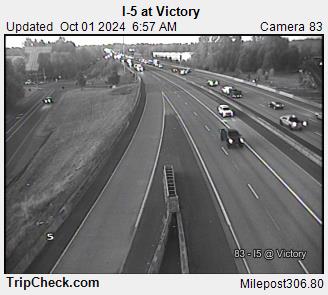 I-5 at Victory
Updated Oct 01 2024 6:57 AM Camera 83
S
83 - I5 @ Victory
TripCheck.com Milepost306.80